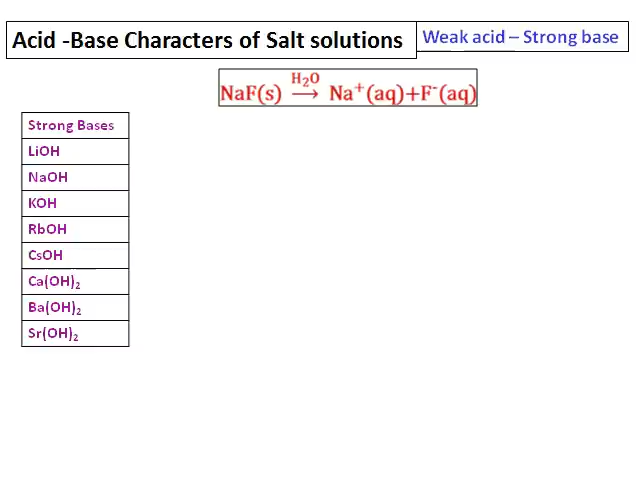 Acid -Base Characters of Salt solutions
Weak acid – Strong base
NaF(s) \xrightarrow{H₂O} Na⁺(aq)+F⁻(aq)
Strong Bases
LiOH
NaOH
KOH
RbOH
CsOH
Ca(OH)₂
Ba(OH)₂
Sr(OH)₂